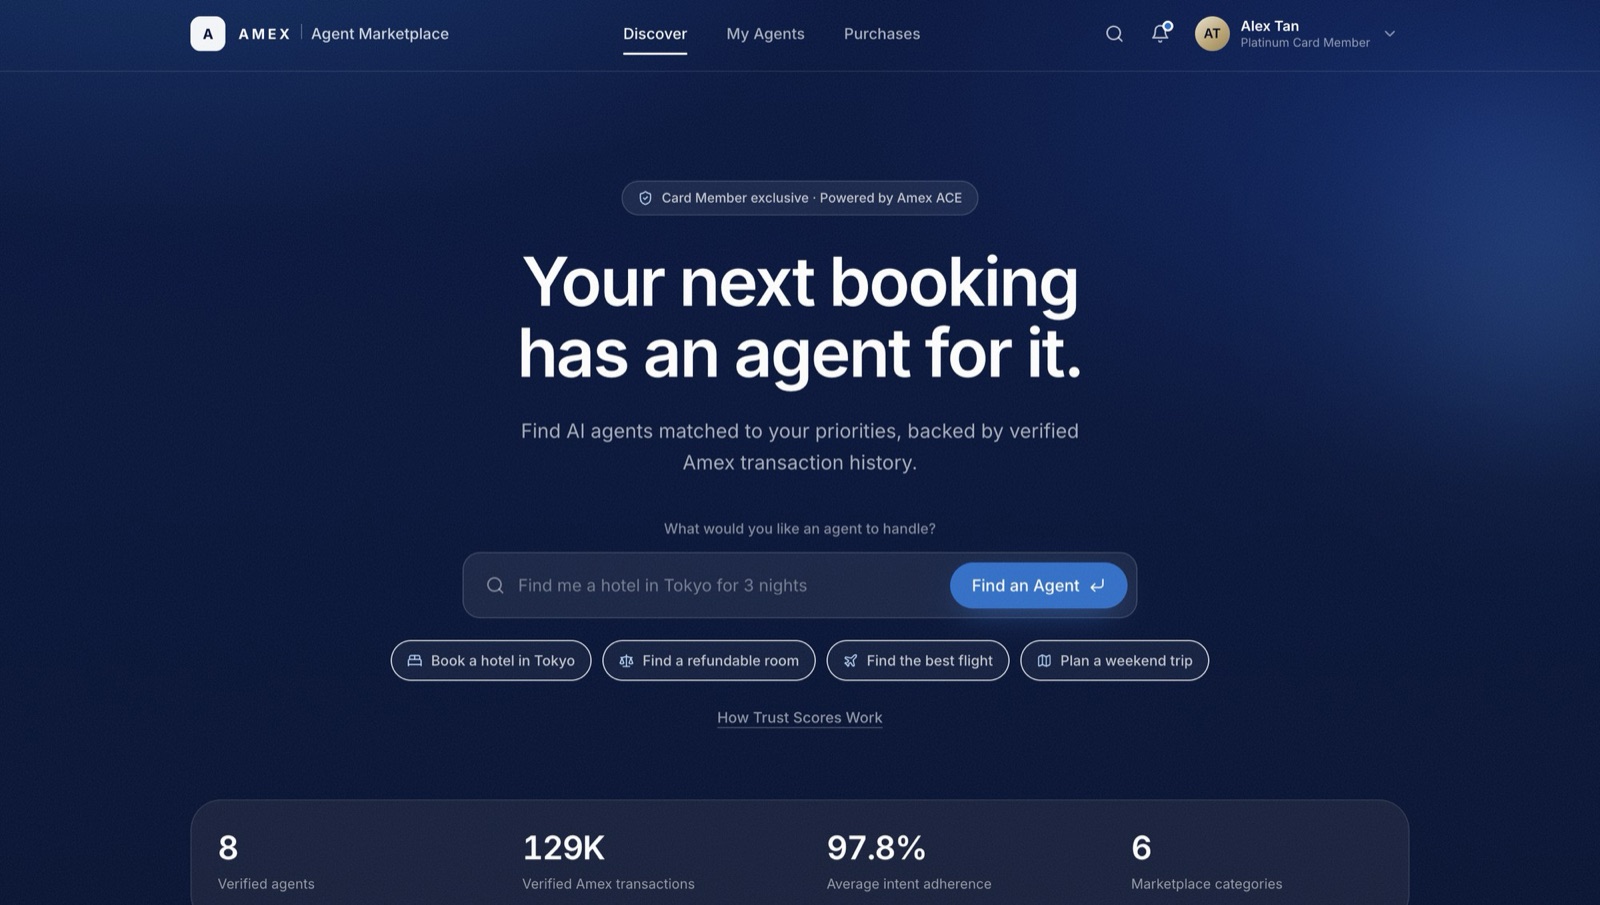 A AMEX Agent Marketplace Discover My Agents Purchases AT Alex Tan
Platinum Card Member
Card Member exclusive · Powered by Amex ACE
Your next booking
has an agent for it.
Find AI agents matched to your priorities, backed by verified
Amex transaction history.
What would you like an agent to handle?
Find me a hotel in Tokyo for 3 nights Find an Agent
Book a hotel in Tokyo Find a refundable room Find the best flight Plan a weekend trip
How Trust Scores Work
8 129K 97.8% 6
Verified agents Verified Amex transactions Average intent adherence Marketplace categories